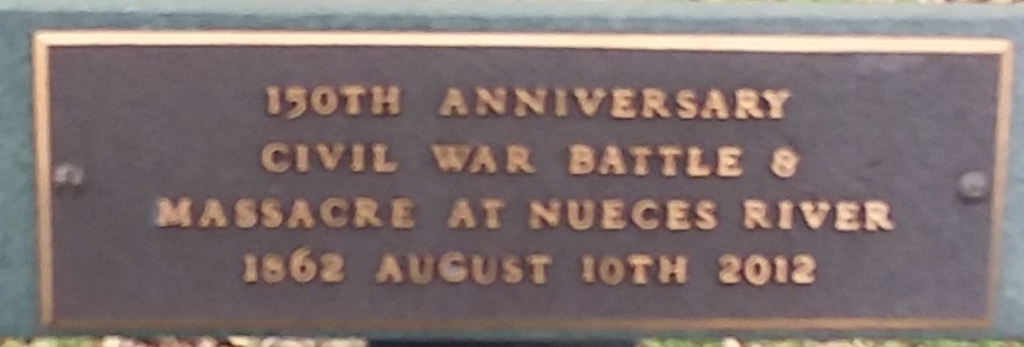 150TH ANNIVERSARY
CIVIL WAR BATTLE &
MASSACRE AT NUECES RIVER
1862 AUGUST 10TH 2012